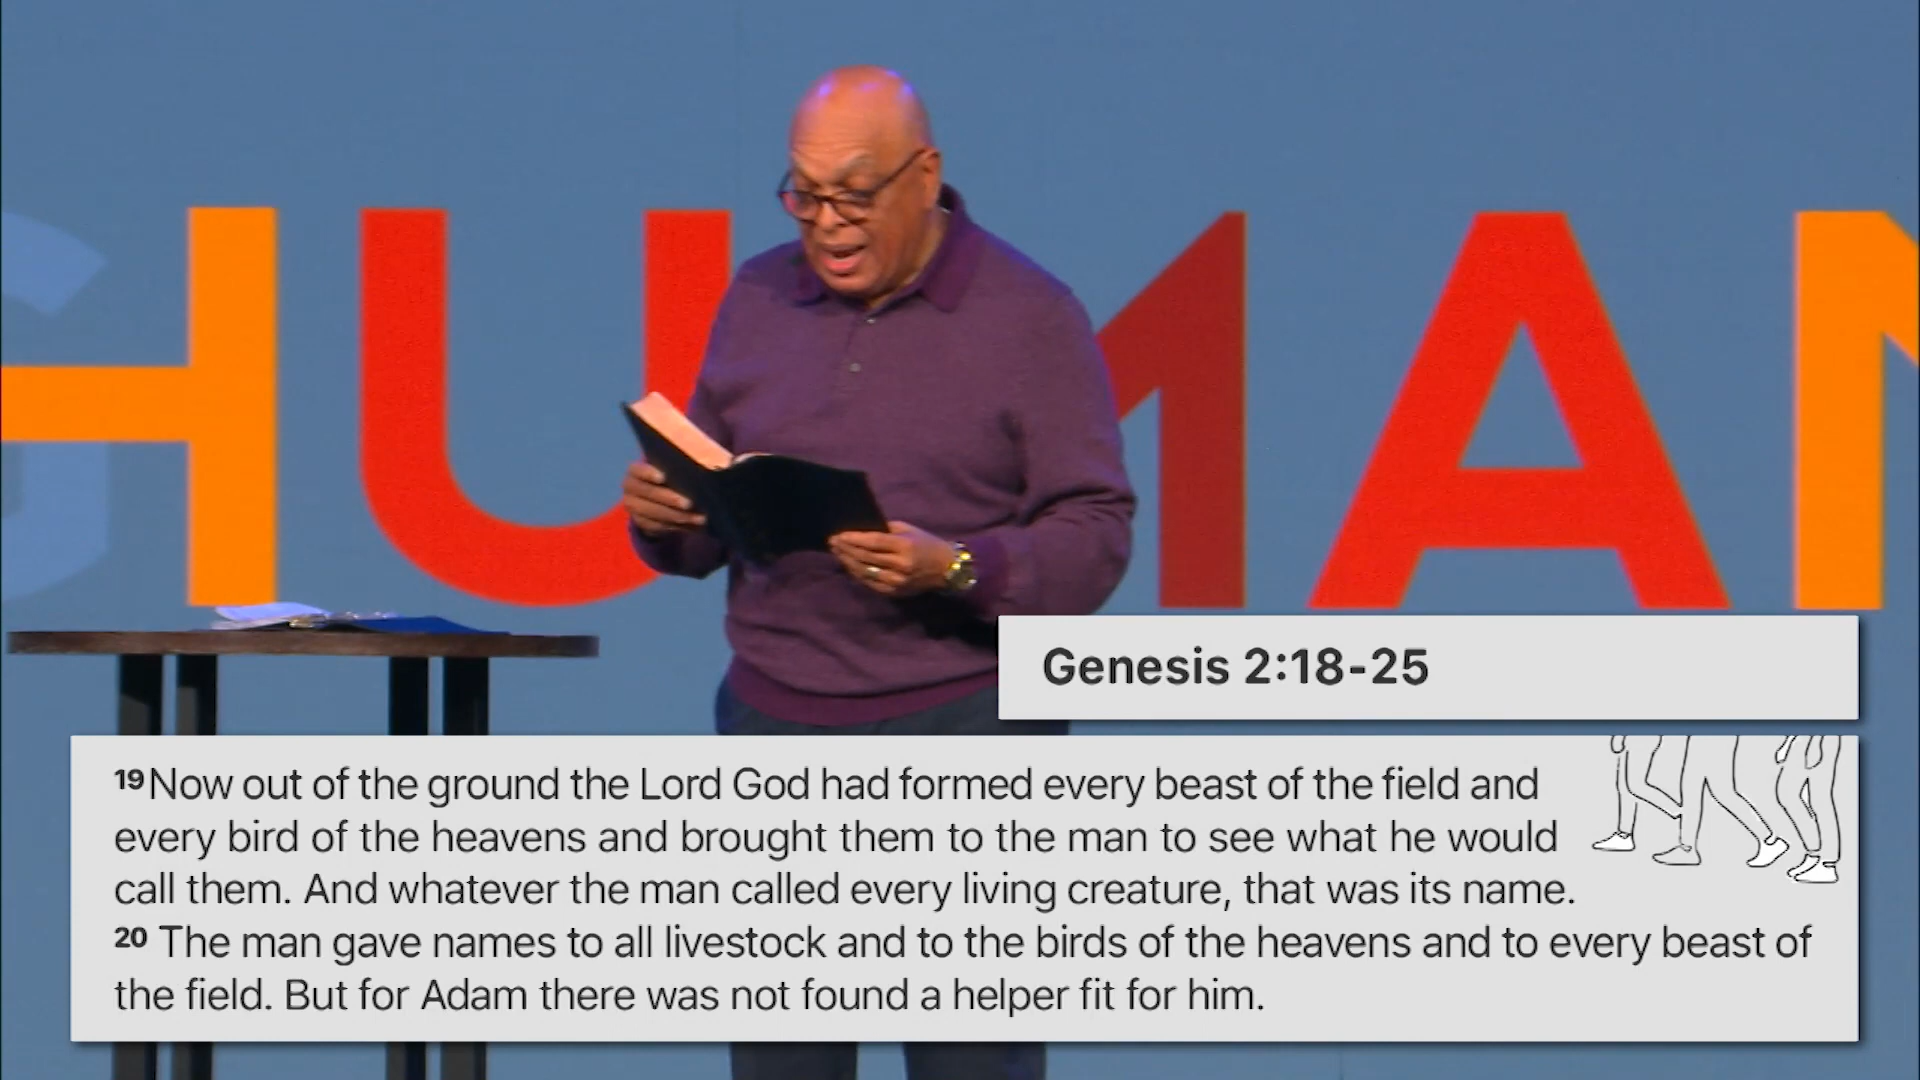 HUMAN
Genesis 2:18-25
19 Now out of the ground the Lord God had formed every beast of the field and
every bird of the heavens and brought them to the man to see what he would
call them. And whatever the man called every living creature, that was its name.
20 The man gave names to all livestock and to the birds of the heavens and to every beast of
the field. But for Adam there was not found a helper fit for him.